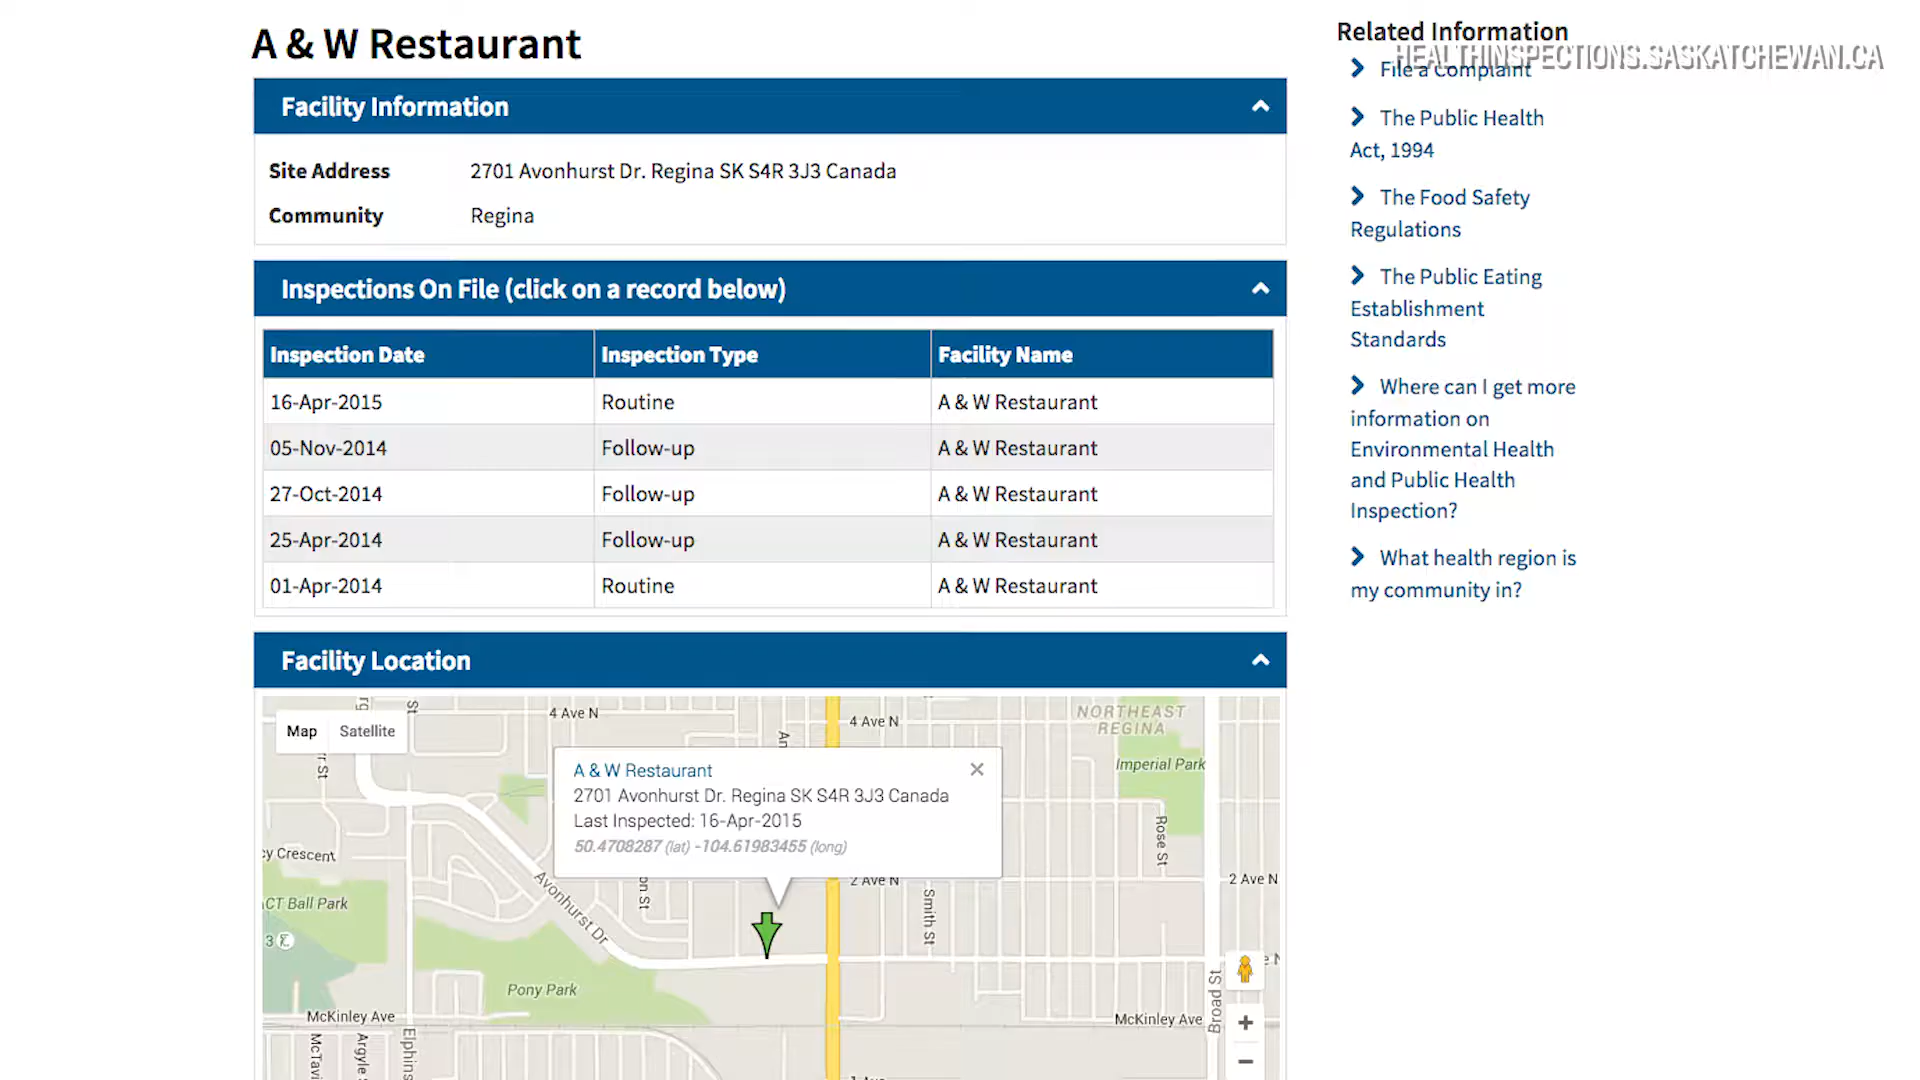 A & W Restaurant
Facility Information
Site Address 2701 Avonhurst Dr. Regina SK S4R 3J3 Canada
Community Regina
Inspections On File (click on a record below)
Inspection Date Inspection Type Facility Name
16-Apr-2015 Routine A & W Restaurant
05-Nov-2014 Follow-up A & W Restaurant
27-Oct-2014 Follow-up A & W Restaurant
25-Apr-2014 Follow-up A & W Restaurant
01-Apr-2014 Routine A & W Restaurant
Facility Location
Map Satellite
4 Ave N
4 Ave N
NORTHEAST
REGINA
Imperial Park
A & W Restaurant
2701 Avonhurst Dr. Regina SK S4R 3J3 Canada
Last Inspected: 16-Apr-2015
50.4708287 (lat) -104.61983455 (long)
Rose St
Crescent
2 Ave N
2 Ave N
Ball Park
Avonhurst Dr
Smith St
3
Pony Park
Broad St
McKinley Ave
McKinley Ave
Related Information
HEALTHINSPECTIONS.SASKATCHEWAN.CA
File a Complaint
The Public Health
Act, 1994
The Food Safety
Regulations
The Public Eating
Establishment
Standards
Where can I get more
information on
Environmental Health
and Public Health
Inspection?
What health region is
my community in?